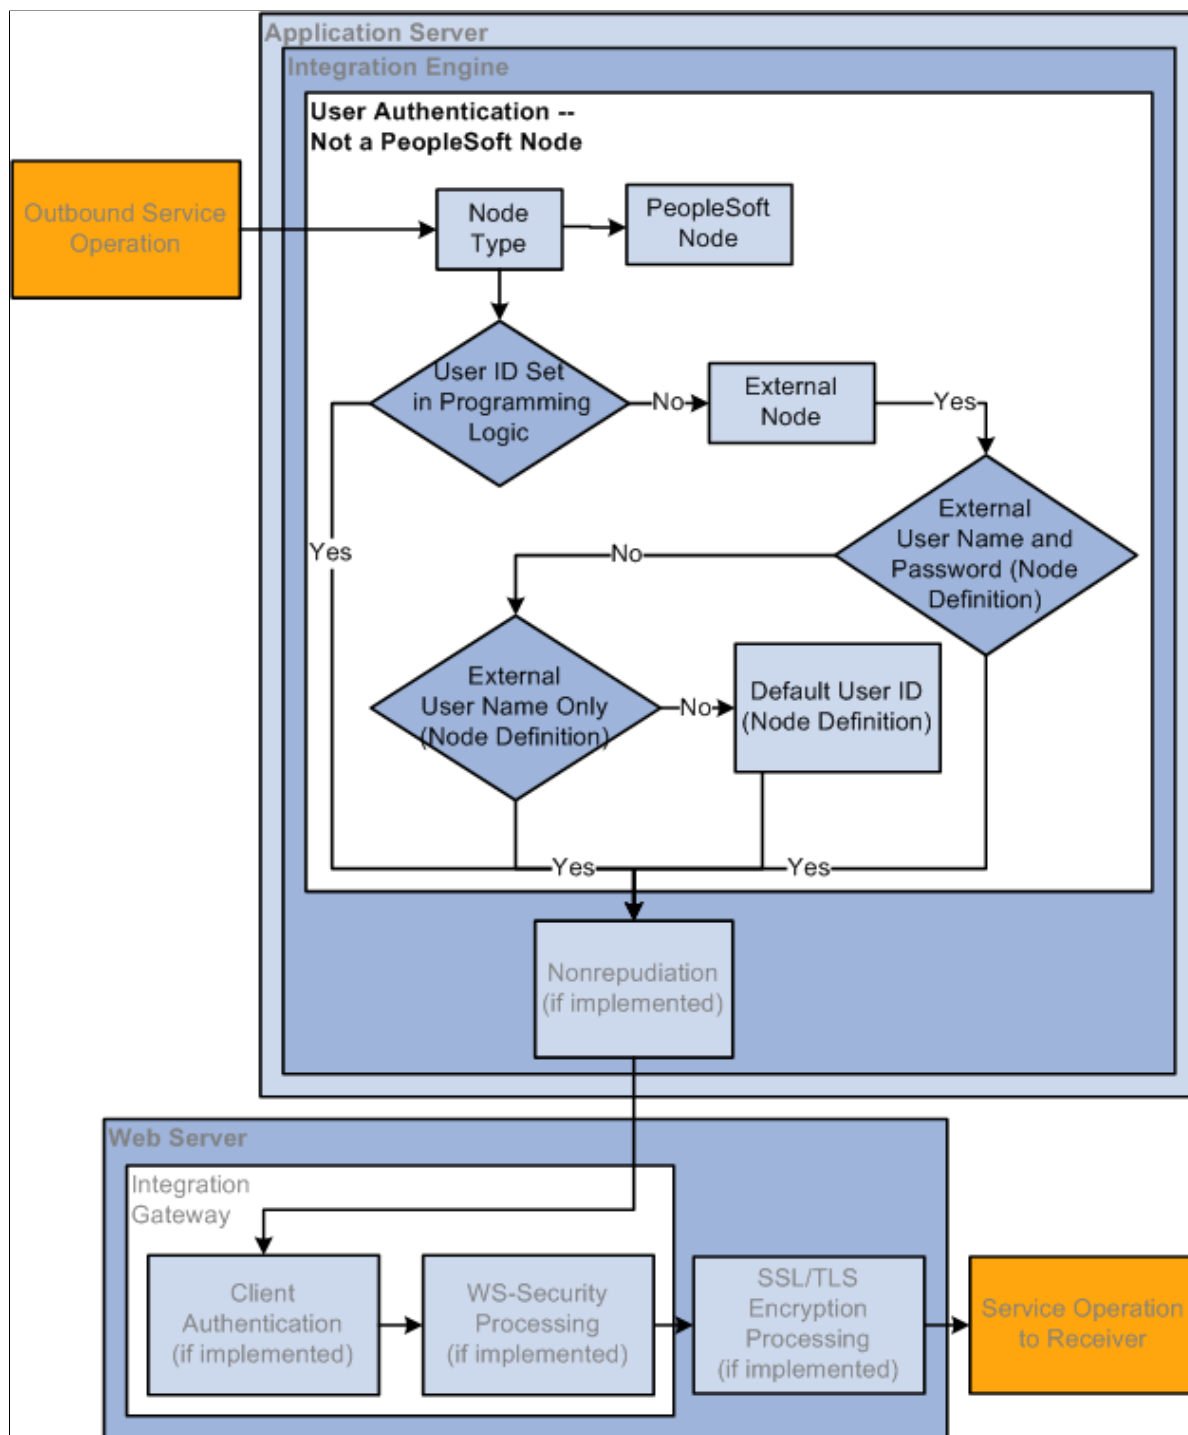 Application Server
Integration Engine
User Authentication --
Not a PeopleSoft Node
Outbound Service
Operation
Node
Type
PeopleSoft
Node
User ID Set
in Programming
Logic
No
External
Node
Yes
External
User Name and
Password (Node
Definition)
Yes
No
External
User Name Only
(Node Definition)
No
Default User ID
(Node Definition)
Yes
Yes
Nonrepudiation
(if implemented)
Web Server
Integration
Gateway
Client
Authentication
(if implemented)
WS-Security
Processing
(if implemented)
SSL/TLS
Encryption
Processing
(if implemented)
Service Operation
to Receiver